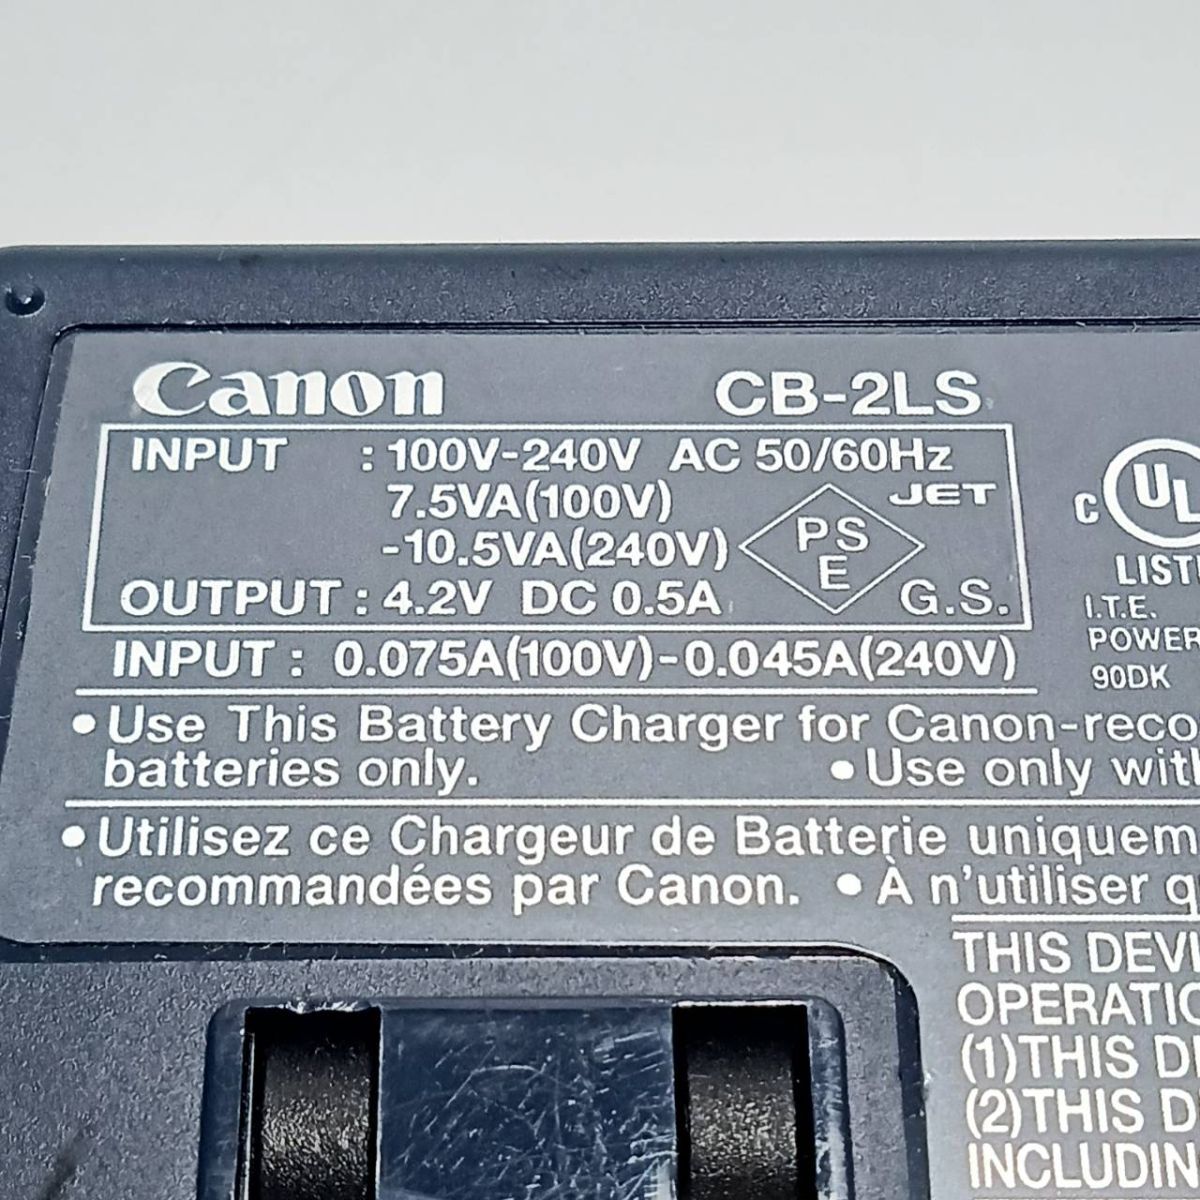 Canon CB-2LS
INPUT : 100V-240V AC 50/60Hz
7.5VA(100V) JET
-10.5VA(240V) PS
E
OUTPUT : 4.2V DC 0.5A G.S.
INPUT : 0.075A(100V)-0.045A(240V)
c UL
LIST
I.T.E.
POWER
90DK
•Use This Battery Charger for Canon-reco
batteries only. •Use only wit
•Utilisez ce Chargeur de Batterie uniquem
recommandées par Canon. •À n'utiliser q
THIS DEVI
OPERATIO
(1)THIS D
(2)THIS D
INCLUDIN